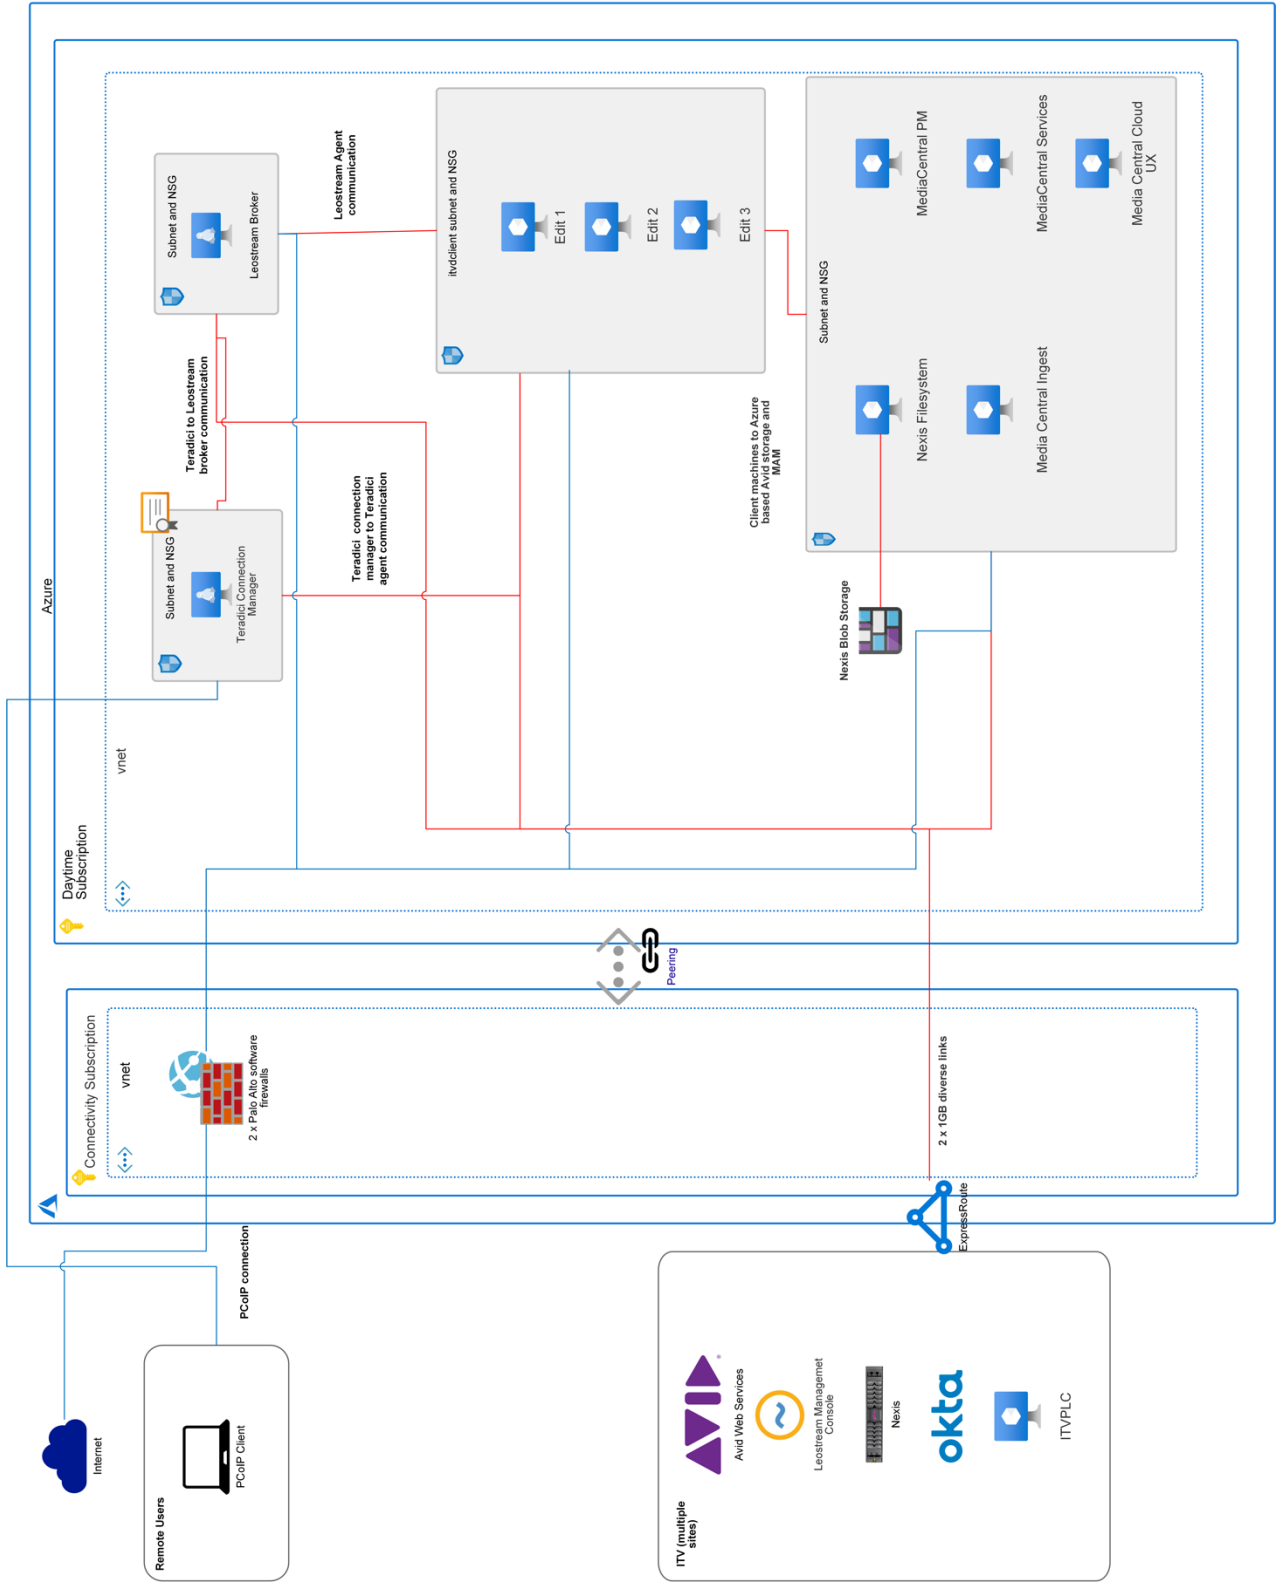 Azure
Daytime
Subscription
vnet
Subnet and NSG
Leostream Broker
Leostream Agent
communication
Teradici to Leostream
broker communication
Subnet and NSG
Teradici Connection
Manager
Teradici connection
manager to Teradici
agent communication
itvdclient subnet and NSG
Edit 1
Edit 2
Edit 3
Client machines to Azure
based Avid storage and
MAM
Subnet and NSG
MediaCentral PM
MediaCentral Services
Media Central Cloud
UX
Nexis Filesystem
Media Central Ingest
Nexis Blob Storage
Peering
Connectivity Subscription
vnet
2 x Palo Alto software
firewalls
2 x 1GB diverse links
ExpressRoute
PCoIP connection
Internet
Remote Users
PCoIP Client
ITV (multiple
sites)
AVID
Avid Web Services
Leostream Managemet
Console
Nexis
okta
ITVPLC